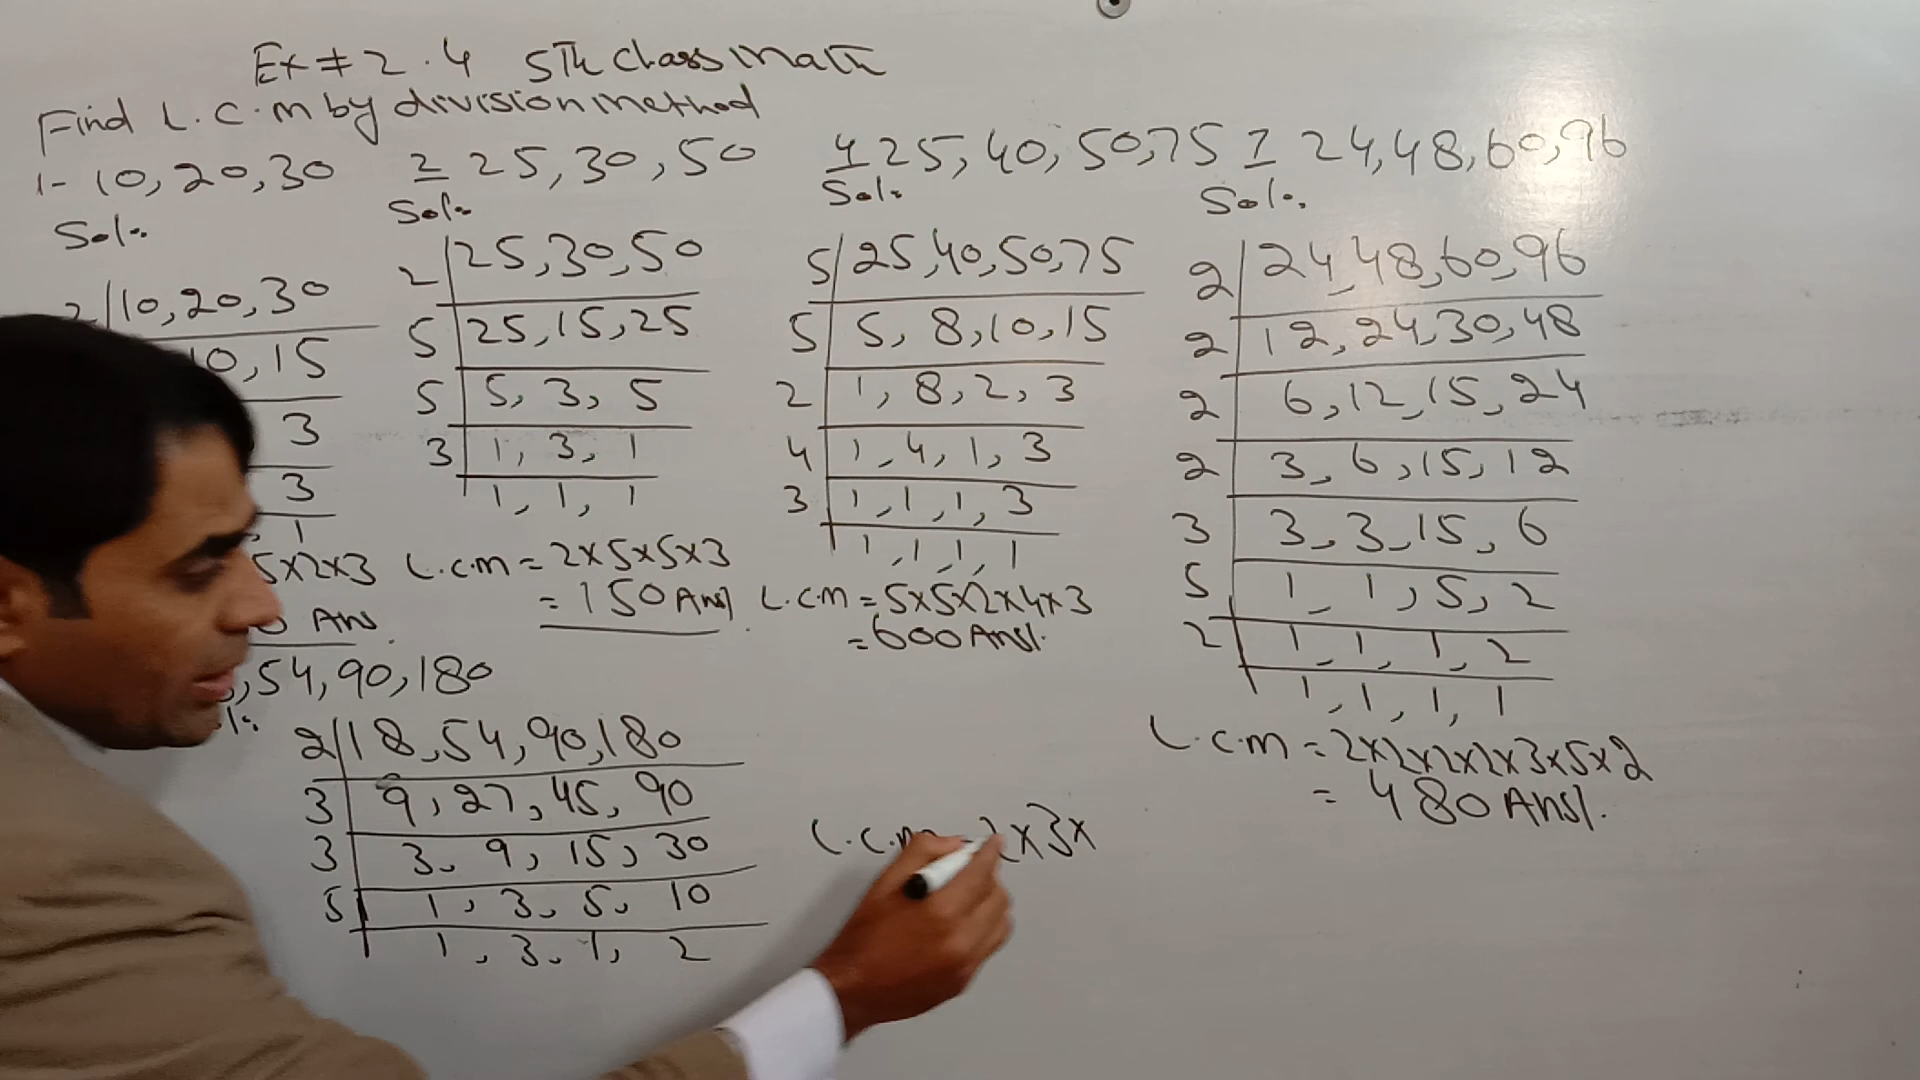 Ex # 2.4 5Th class math
Find L.C.M by division method
1- 10, 20, 30
Sol:
2 10, 20, 30
10, 15
3
3
1
5x2x3
0 Ans.
2 25, 30, 50
Sol:
2 25, 30, 50
5 25, 15, 25
5 5, 3, 5
3 1, 3, 1
1, 1, 1
L.C.M = 2x5x5x3
= 150 Ans.
4 25, 40, 50, 75
Sol:
5 25, 40, 50, 75
5 5, 8, 10, 15
2 1, 8, 2, 3
4 1, 4, 1, 3
3 1, 1, 1, 3
1, 1, 1, 1
L.C.M = 5x5x2x4x3
= 600 Ans.
7 24, 48, 60, 96
Sol:
2 24, 48, 60, 96
2 12, 24, 30, 48
2 6, 12, 15, 24
2 3, 6, 15, 12
3 3, 3, 15, 6
5 1, 1, 5, 2
2 1, 1, 1, 2
1, 1, 1, 1
L.C.M = 2x2x2x2x3x5x2
= 480 Ans.
, 54, 90, 180
2 18, 54, 90, 180
3 9, 27, 45, 90
3 3, 9, 15, 30
5 1, 3, 5, 10
1, 3, 1, 2
L.C.M = 2x3x